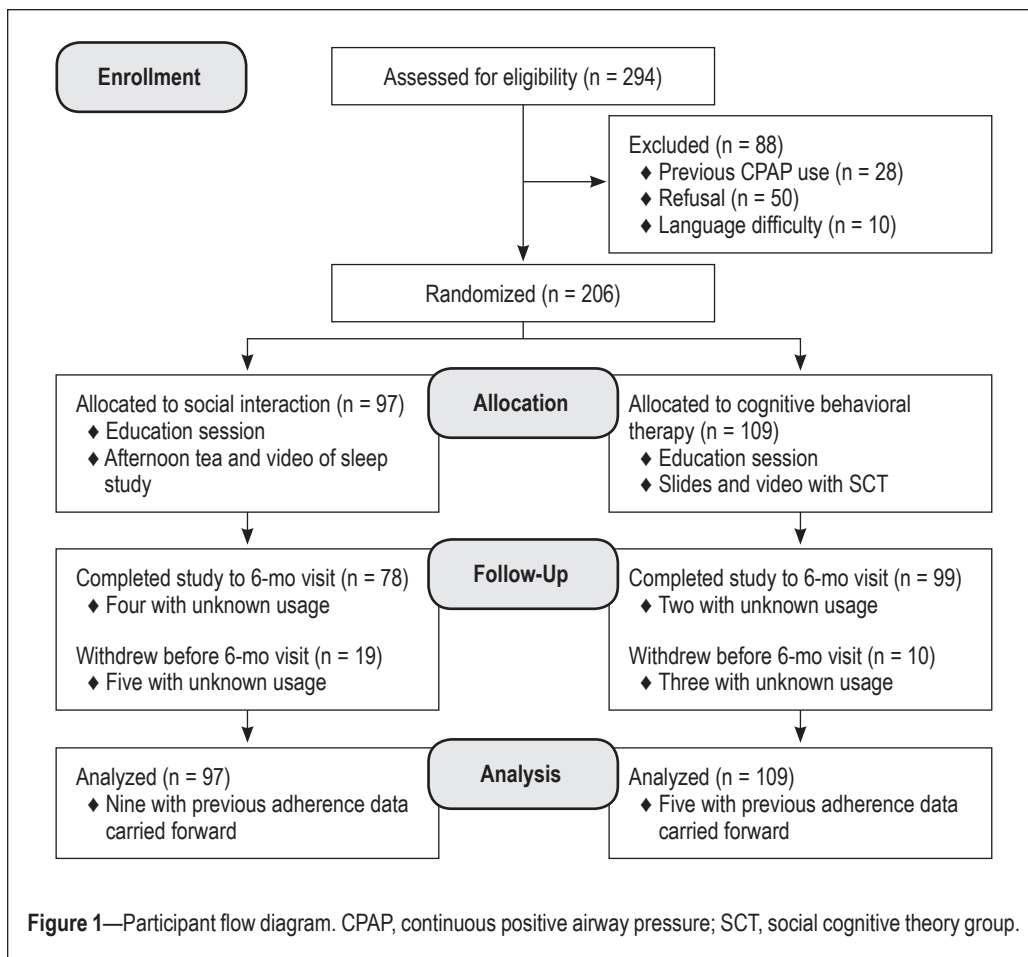 Enrollment
Assessed for eligibility (n = 294)
Excluded (n = 88)
♦ Previous CPAP use (n = 28)
♦ Refusal (n = 50)
♦ Language difficulty (n = 10)
Randomized (n = 206)
Allocation
Allocated to social interaction (n = 97)
♦ Education session
♦ Afternoon tea and video of sleep
study
Allocated to cognitive behavioral
therapy (n = 109)
♦ Education session
♦ Slides and video with SCT
Follow-Up
Completed study to 6-mo visit (n = 78)
♦ Four with unknown usage
Withdrew before 6-mo visit (n = 19)
♦ Five with unknown usage
Completed study to 6-mo visit (n = 99)
♦ Two with unknown usage
Withdrew before 6-mo visit (n = 10)
♦ Three with unknown usage
Analysis
Analyzed (n = 97)
♦ Nine with previous adherence data
carried forward
Analyzed (n = 109)
♦ Five with previous adherence data
carried forward
Figure 1—Participant flow diagram. CPAP, continuous positive airway pressure; SCT, social cognitive theory group.